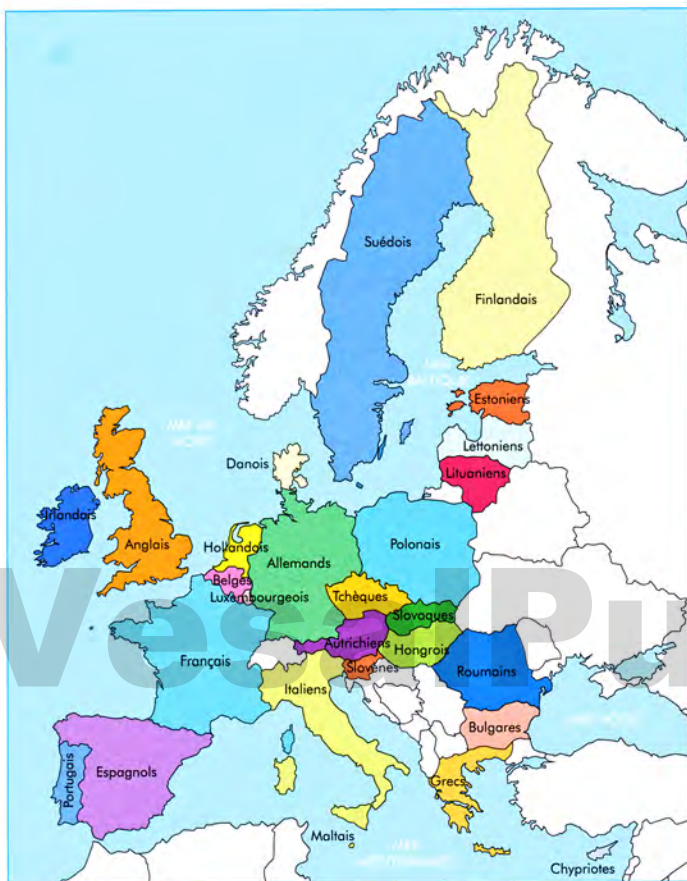 Suédois
Finlandais
Estoniens
Lettoniens
Lituaniens
Danois
Irlandais
Anglais
Hollandais
Allemands
Polonais
Belges
Luxembourgeois
Tchèques
Slovaques
Autrichiens
Hongrois
Français
Slovènes
Roumains
Italiens
Bulgares
Espagnols
Portugais
Grecs
Maltais
Chypriotes
VesalPu